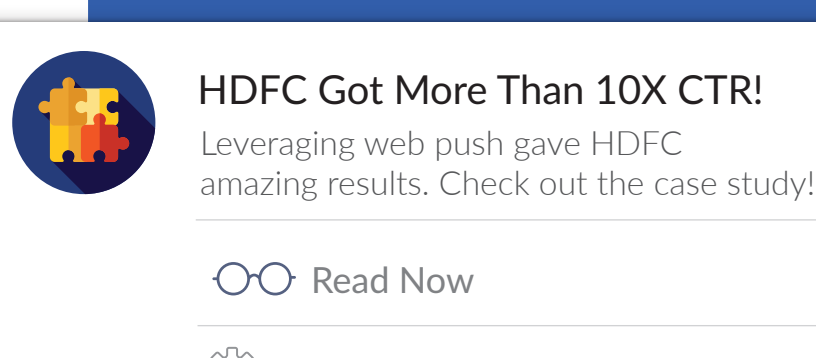 HDFC Got More Than 10X CTR!
Leveraging web push gave HDFC
amazing results. Check out the case study!
Read Now